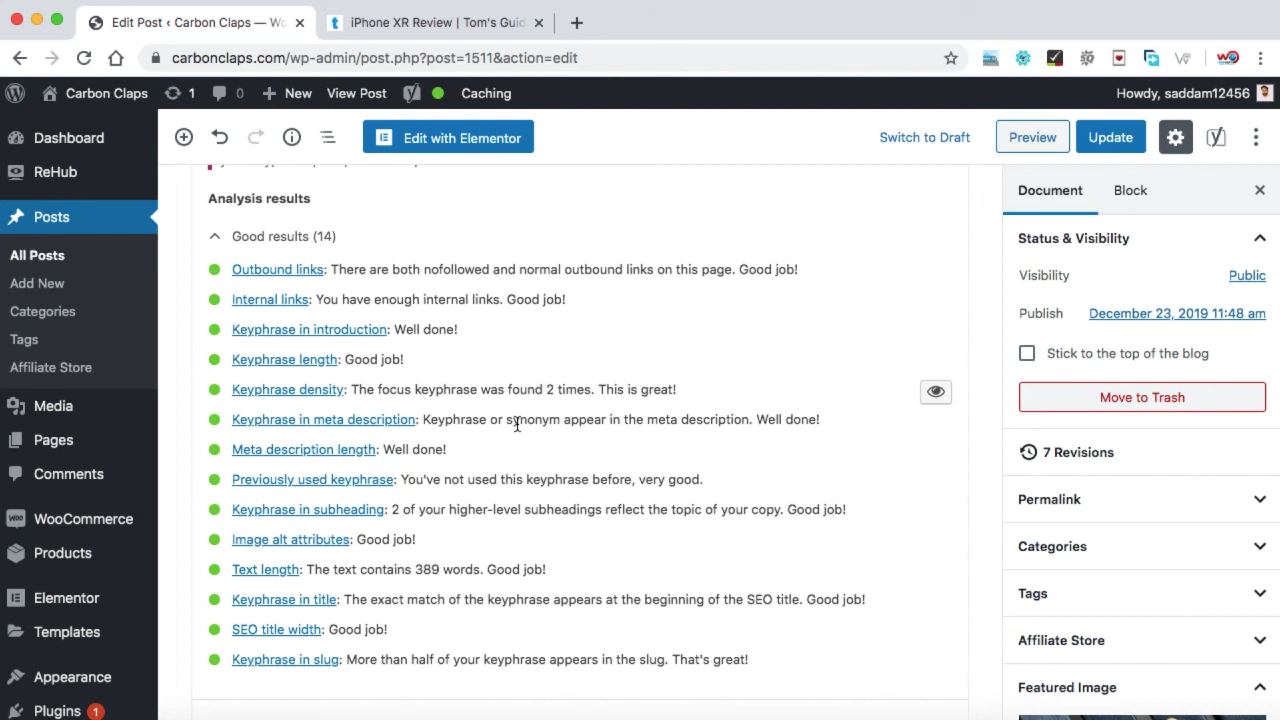 Edit Post ‹ Carbon Claps — Wo
iPhone XR Review | Tom's Guid
carbonclaps.com/wp-admin/post.php?post=1511&action=edit
Carbon Claps
1
0
New
View Post
Caching
Howdy, saddam12456
Dashboard
ReHub
Posts
All Posts
Add New
Categories
Tags
Affiliate Store
Media
Pages
Comments
WooCommerce
Products
Elementor
Templates
Appearance
Plugins 1
Edit with Elementor
Switch to Draft
Preview
Update
Analysis results
Good results (14)
Outbound links: There are both nofollowed and normal outbound links on this page. Good job!
Internal links: You have enough internal links. Good job!
Keyphrase in introduction: Well done!
Keyphrase length: Good job!
Keyphrase density: The focus keyphrase was found 2 times. This is great!
Keyphrase in meta description: Keyphrase or synonym appear in the meta description. Well done!
Meta description length: Well done!
Previously used keyphrase: You've not used this keyphrase before, very good.
Keyphrase in subheading: 2 of your higher-level subheadings reflect the topic of your copy. Good job!
Image alt attributes: Good job!
Text length: The text contains 389 words. Good job!
Keyphrase in title: The exact match of the keyphrase appears at the beginning of the SEO title. Good job!
SEO title width: Good job!
Keyphrase in slug: More than half of your keyphrase appears in the slug. That's great!
Document
Block
Status & Visibility
Visibility
Public
Publish
December 23, 2019 11:48 am
Stick to the top of the blog
Move to Trash
7 Revisions
Permalink
Categories
Tags
Affiliate Store
Featured Image